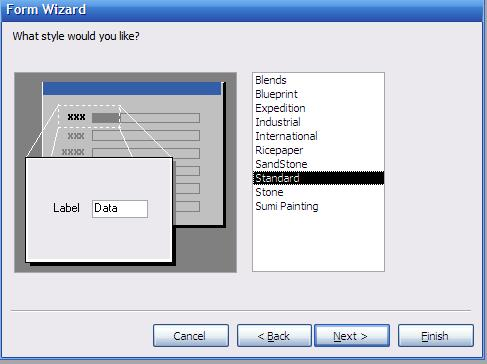 Form Wizard
What style would you like?
xxx
xxx
xxxx
Label Data
Blends
Blueprint
Expedition
Industrial
International
Ricepaper
SandStone
Standard
Stone
Sumi Painting
Cancel
< Back
Next >
Finish